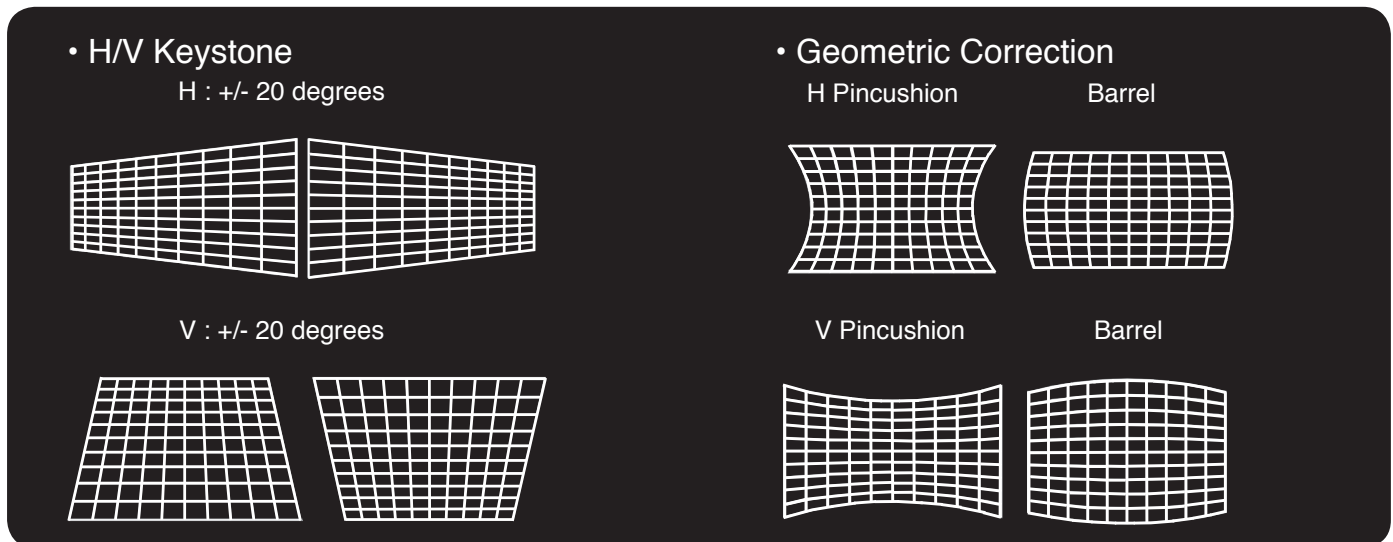 • H/V Keystone
H : +/- 20 degrees
V : +/- 20 degrees
• Geometric Correction
H Pincushion Barrel
V Pincushion Barrel